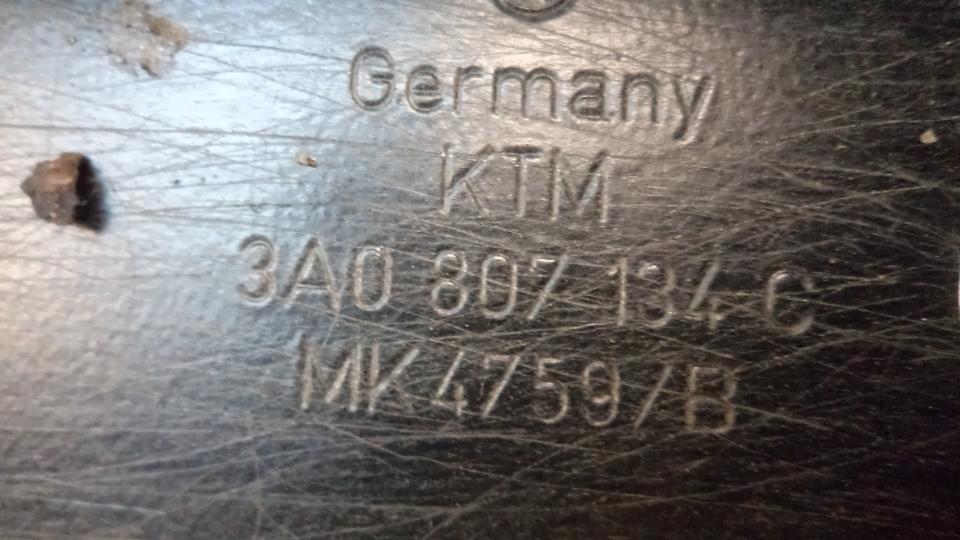 Germany
KTM
3A0 807 134 C
MK 4759/B